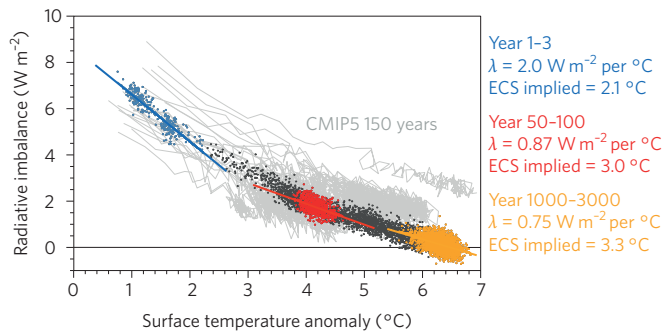 10
8
6
4
2
0
0 1 2 3 4 5 6 7
Radiative imbalance (W m⁻²)
Surface temperature anomaly (°C)
CMIP5 150 years
Year 1–3
λ = 2.0 W m⁻² per °C
ECS implied = 2.1 °C
Year 50–100
λ = 0.87 W m⁻² per °C
ECS implied = 3.0 °C
Year 1000–3000
λ = 0.75 W m⁻² per °C
ECS implied = 3.3 °C